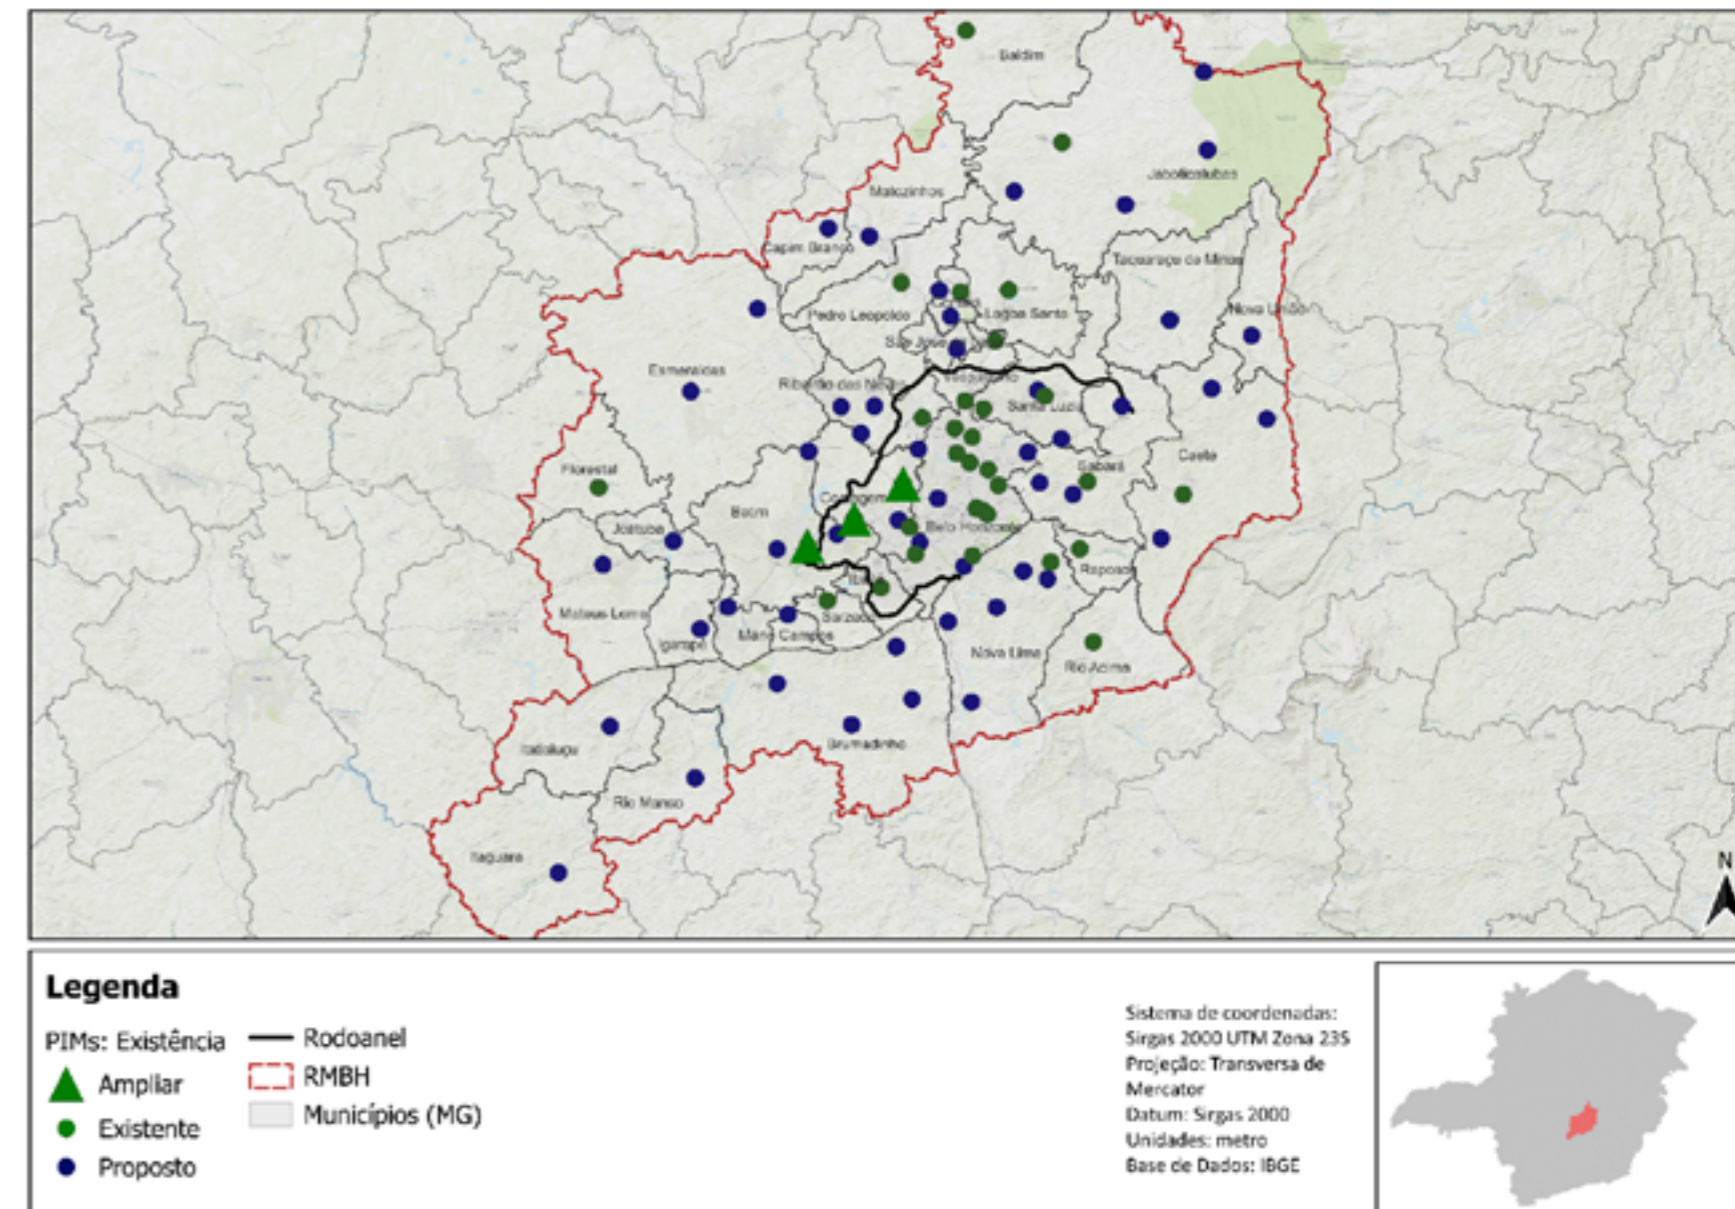 Baldim
Jaboticatubas
Matozinhos
Capim Branco
Taquaraçu de Minas
Nova União
Pedro Leopoldo
Lagoa Santa
Esmeraldas
Ribeirão das Neves
Santa Luzia
Florestal
Sabará
Caeté
Contagem
Betim
Juatuba
Belo Horizonte
Raposos
Mateus Leme
Sarzedo
Igarapé
Mário Campos
Nova Lima
Rio Acima
Itatiaiuçu
Brumadinho
Rio Manso
Itaguara
N
Legenda
PIMs: Existência
Ampliar
Existente
Proposto
Rodoanel
RMBH
Municípios (MG)
Sistema de coordenadas:
Sirgas 2000 UTM Zona 23S
Projeção: Transversa de
Mercator
Datum: Sirgas 2000
Unidades: metro
Base de Dados: IBGE